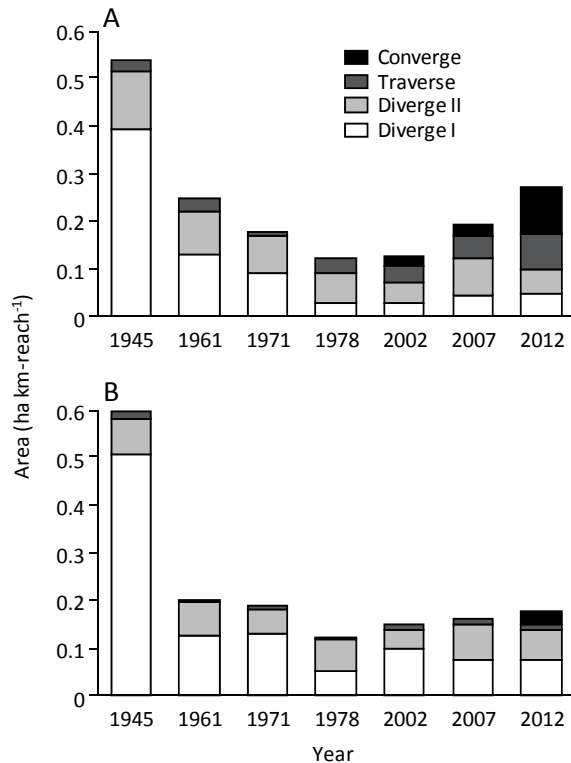 A
0.6
0.5
0.4
0.3
0.2
0.1
0
Converge
Traverse
Diverge II
Diverge I
1945 1961 1971 1978 2002 2007 2012
Area (ha km-reach⁻¹)
B
0.6
0.5
0.4
0.3
0.2
0.1
0
1945 1961 1971 1978 2002 2007 2012
Year